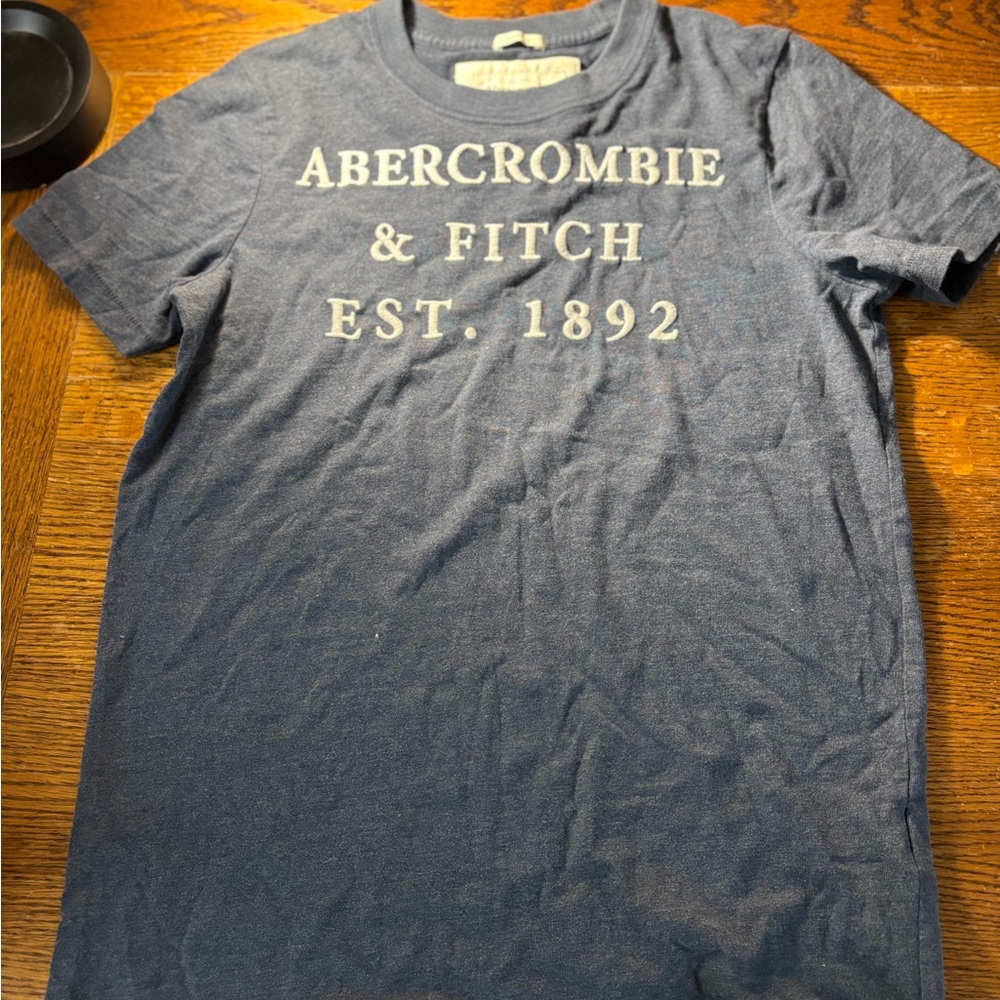 ABERCROMBIE
& FITCH
EST. 1892